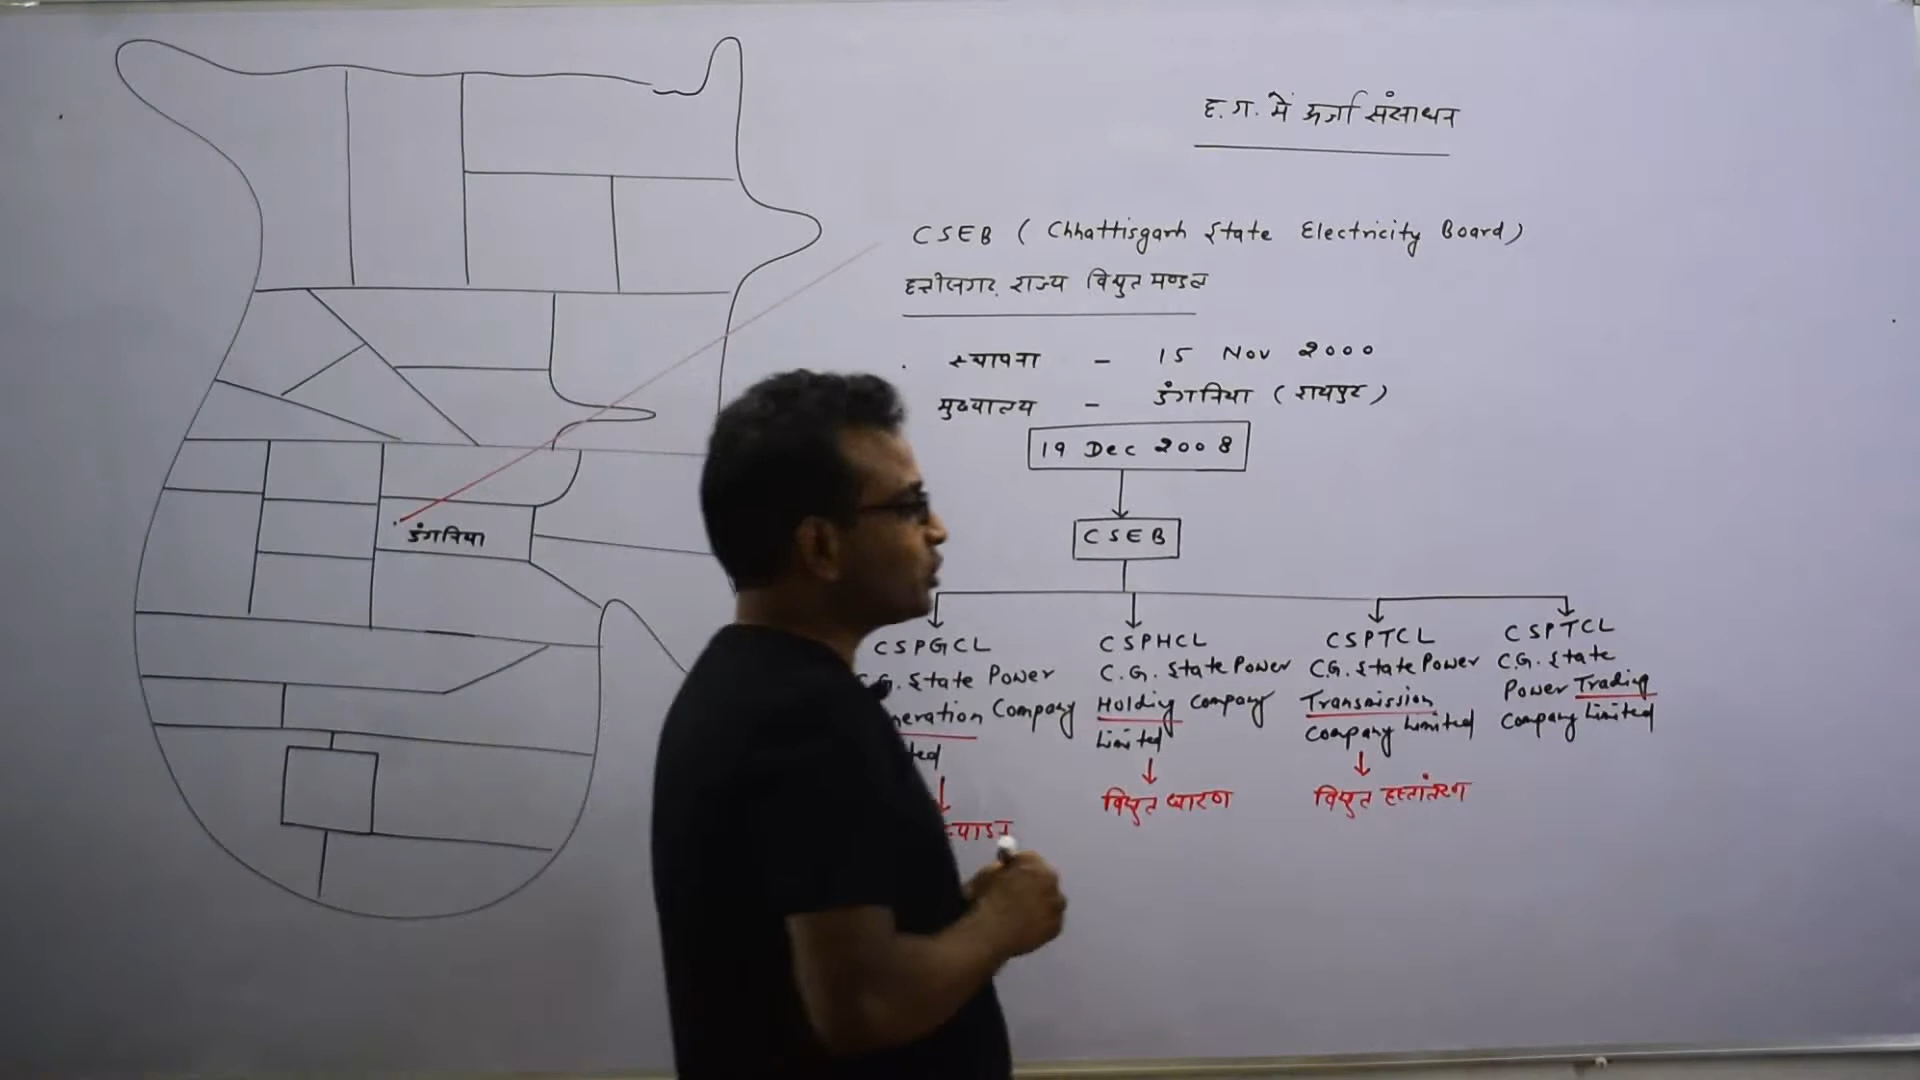 छ.ग. में ऊर्जा संसाधन
CSEB ( Chhattisgarh State Electricity Board )
छत्तीसगढ़ राज्य विद्युत मण्डल
स्थापना - 15 Nov 2000
मुख्यालय - डंगनिया ( रायपुर )
19 Dec 2008
CSEB
डंगनिया
CSPGCL
State Power
Company
CSPHCL
C.G. State Power
Holding Company
Limited
विद्युत धारण
CSPTCL
C.G. State Power
Transmission
Company Limited
विद्युत हस्तांतरण
CSPTCL
C.G. State
Power Trading
Company Limited